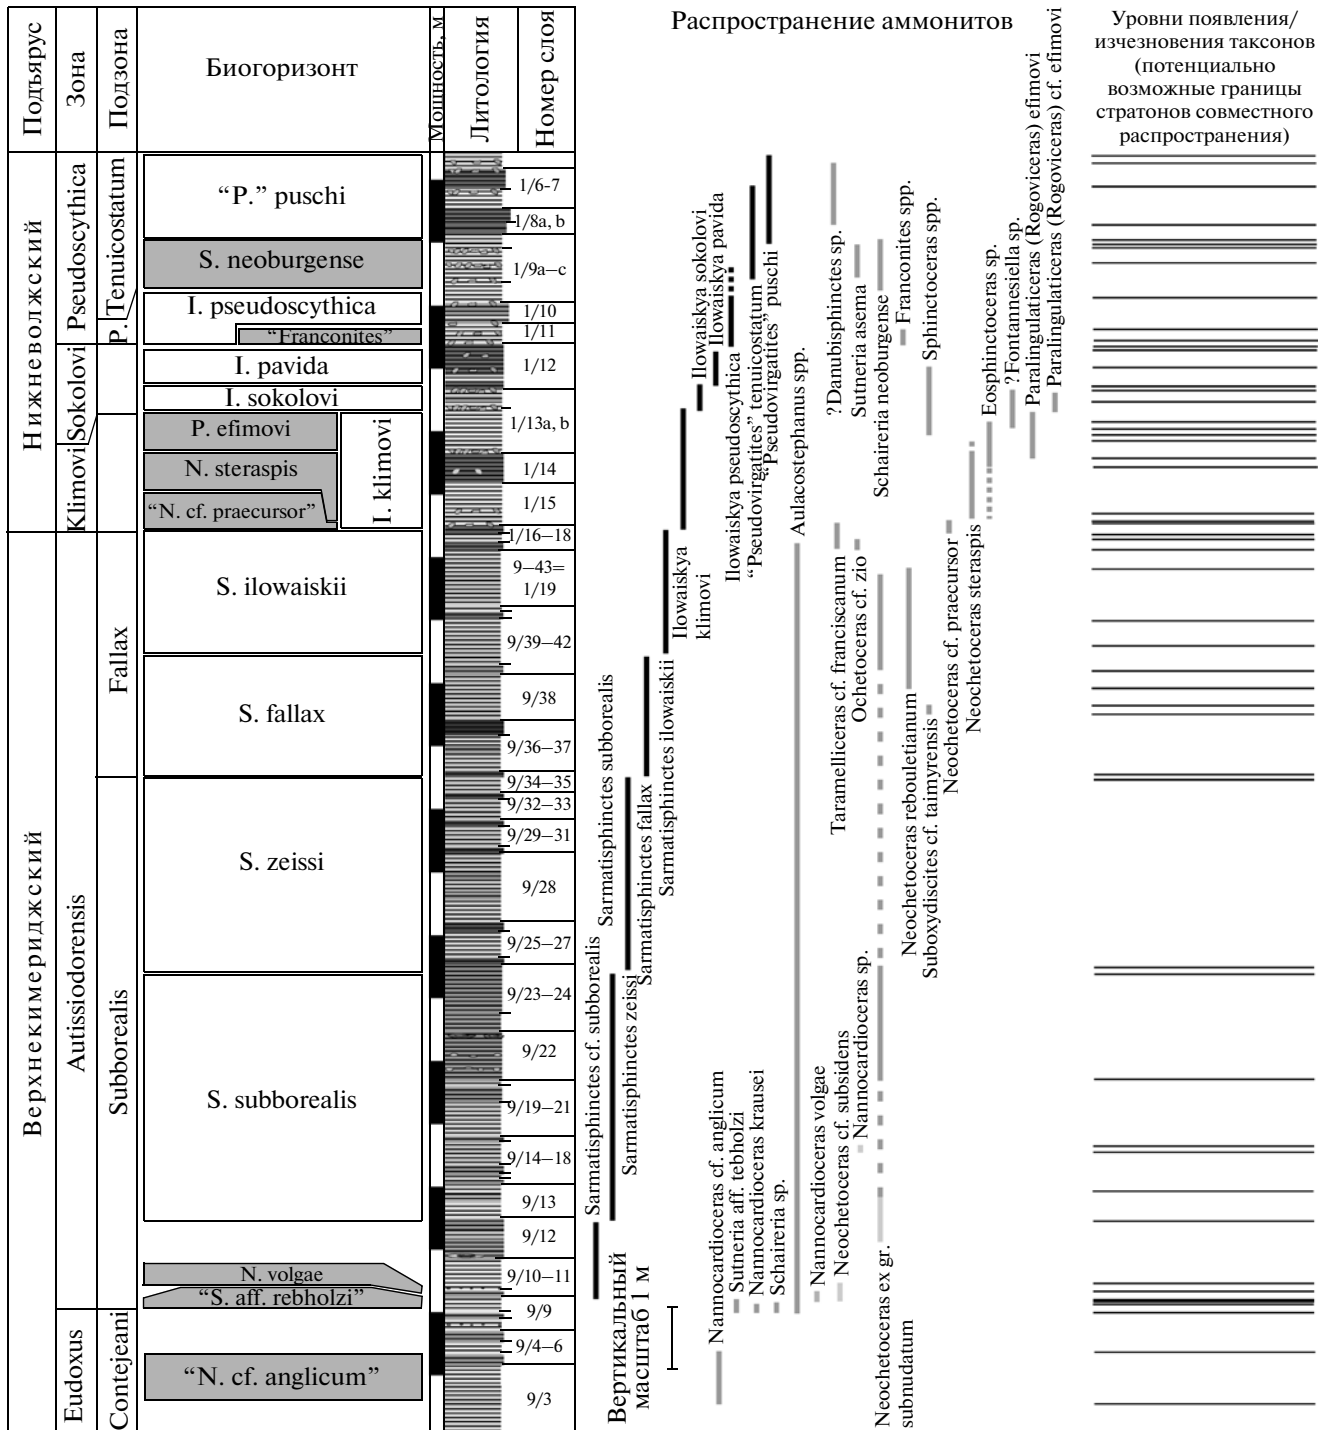 Подъярус
Зона
Подзона
Биогоризонт
Мощность, м
Литология
Номер слоя
Распространение аммонитов
Уровни появления/
изчезновения таксонов
(потенциально
возможные границы
стратонов совместного
распространения)
Нижневолжский
Верхнекимериджский
Pseudoscythica
Sokolovi
Klimovi
Autissiodorensis
Eudoxus
P. Tenuicostatum
Fallax
Subborealis
Contejeani
“P.” puschi
S. neoburgense
I. pseudoscythica
“Franconites”
I. pavida
I. sokolovi
P. efimovi
N. steraspis
“N. cf. praecursor”
I. klimovi
S. ilowaiskii
S. fallax
S. zeissi
S. subborealis
N. volgae
“S. aff. rebholzi”
“N. cf. anglicum”
1/6-7
1/8a, b
1/9a–c
1/10
1/11
1/12
1/13a, b
1/14
1/15
1/16–18
9–43=
1/19
9/39–42
9/38
9/36–37
9/34–35
9/32–33
9/29–31
9/28
9/25–27
9/23–24
9/22
9/19–21
9/14–18
9/13
9/12
9/10–11
9/9
9/4–6
9/3
Sarmatisphinctes cf. subborealis
Sarmatisphinctes subborealis
Sarmatisphinctes zeissi
Sarmatisphinctes fallax
Sarmatisphinctes ilowaiskii
Ilowaiskya
klimovi
Ilowaiskya sokolovi
Ilowaiskya pavida
Ilowaiskya pseudoscythica
“Pseudovirgatites” tenuicostatum
“Pseudovirgatites” puschi
Nannocardioceras cf. anglicum
Sutneria aff. tebholzi
Nannocardioceras krausei
Schaireria sp.
Aulacostephanus spp.
Nannocardioceras volgae
Neochetoceras cf. subsidens
Nannocardioceras sp.
Neochetoceras ex gr.
submudatum
Taramelliceras cf. franciscanum
Ochetoceras cf. zio
?Danubisphinctes sp.
Sutneria asema
Schaireria neoburgense
Franconites spp.
Sphinctoceras spp.
Neochetoceras rebouletianum
Suboxydiscites cf. taimyrensis
Neochetoceras cf. praecursor
Neochetoceras steraspis
Eosphinctoceras sp.
?Fontannesiella sp.
Paralingulaticeras (Rogoviceras) efimovi
Paralingulaticeras (Rogoviceras) cf. efimovi
Вертикальный
масштаб 1 м